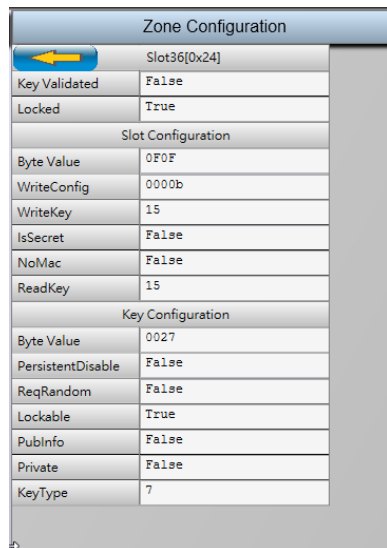 Zone Configuration
Slot36[0x24]
Key Validated False
Locked True
Slot Configuration
Byte Value 0F0F
WriteConfig 0000b
WriteKey 15
IsSecret False
NoMac False
ReadKey 15
Key Configuration
Byte Value 0027
PersistentDisable False
ReqRandom False
Lockable True
PubInfo False
Private False
KeyType 7